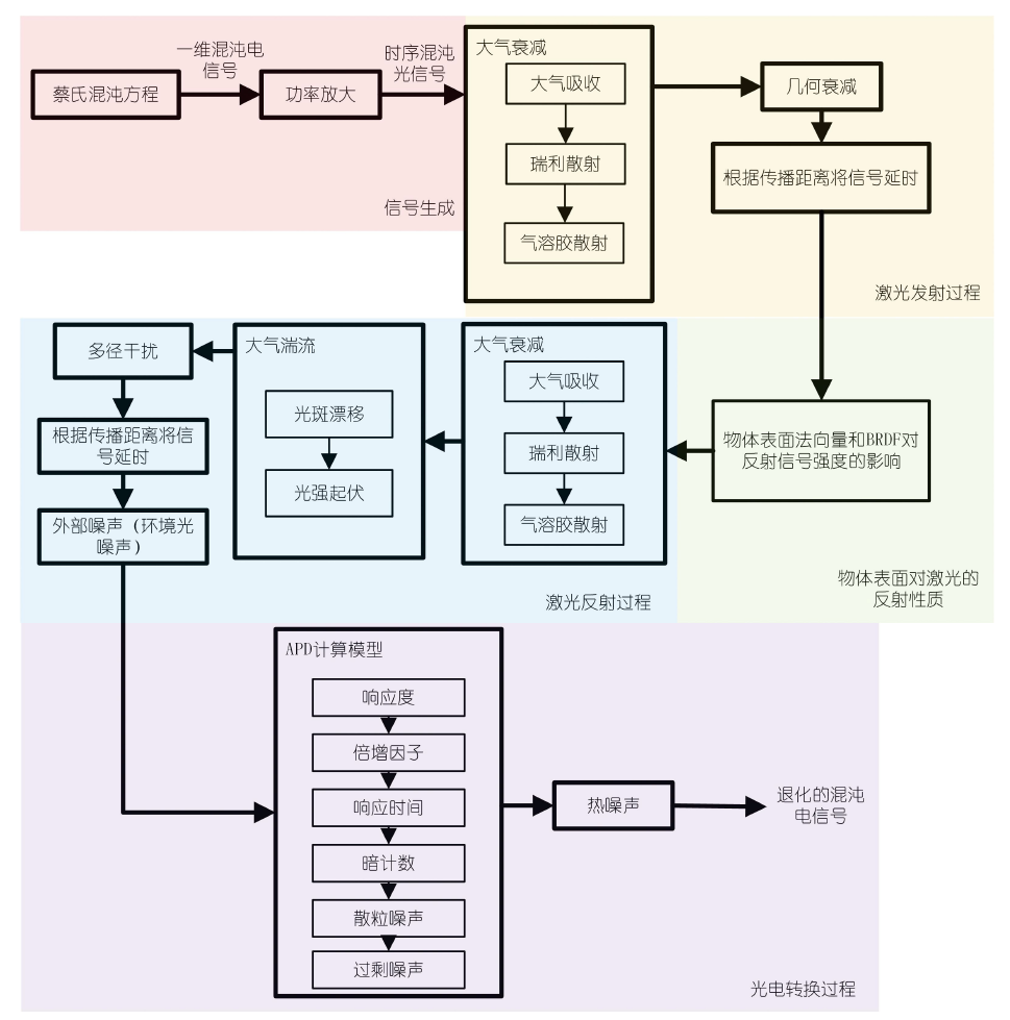 蔡氏混沌方程
一维混沌电
信号
功率放大
时序混沌
光信号
信号生成
大气衰减
大气吸收
瑞利散射
气溶胶散射
几何衰减
根据传播距离将信号延时
激光发射过程
物体表面法向量和BRDF对
反射信号强度的影响
物体表面对激光的
反射性质
大气衰减
大气吸收
瑞利散射
气溶胶散射
大气湍流
光斑漂移
光强起伏
多径干扰
根据传播距离将信
号延时
外部噪声（环境光
噪声）
激光反射过程
APD计算模型
响应度
倍增因子
响应时间
暗计数
散粒噪声
过剩噪声
热噪声
退化的混沌
电信号
光电转换过程